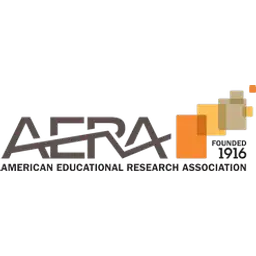 AERA
FOUNDED
1916
AMERICAN EDUCATIONAL RESEARCH ASSOCIATION